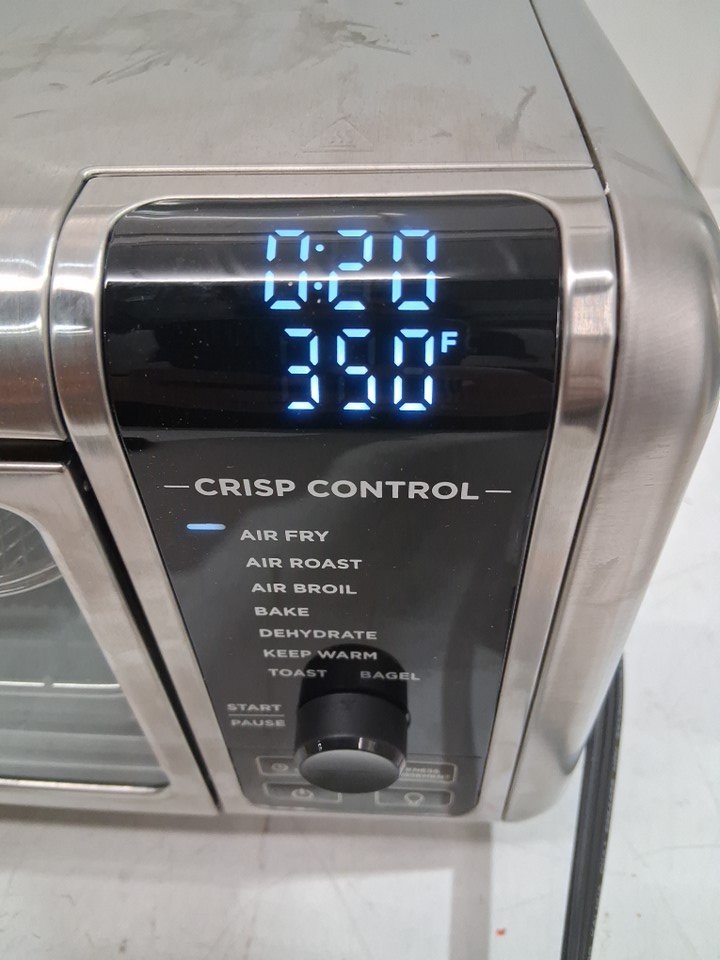 0:20
350F
CRISP CONTROL
AIR FRY
AIR ROAST
AIR BROIL
BAKE
DEHYDRATE
KEEP WARM
TOAST BAGEL
START
PAUSE